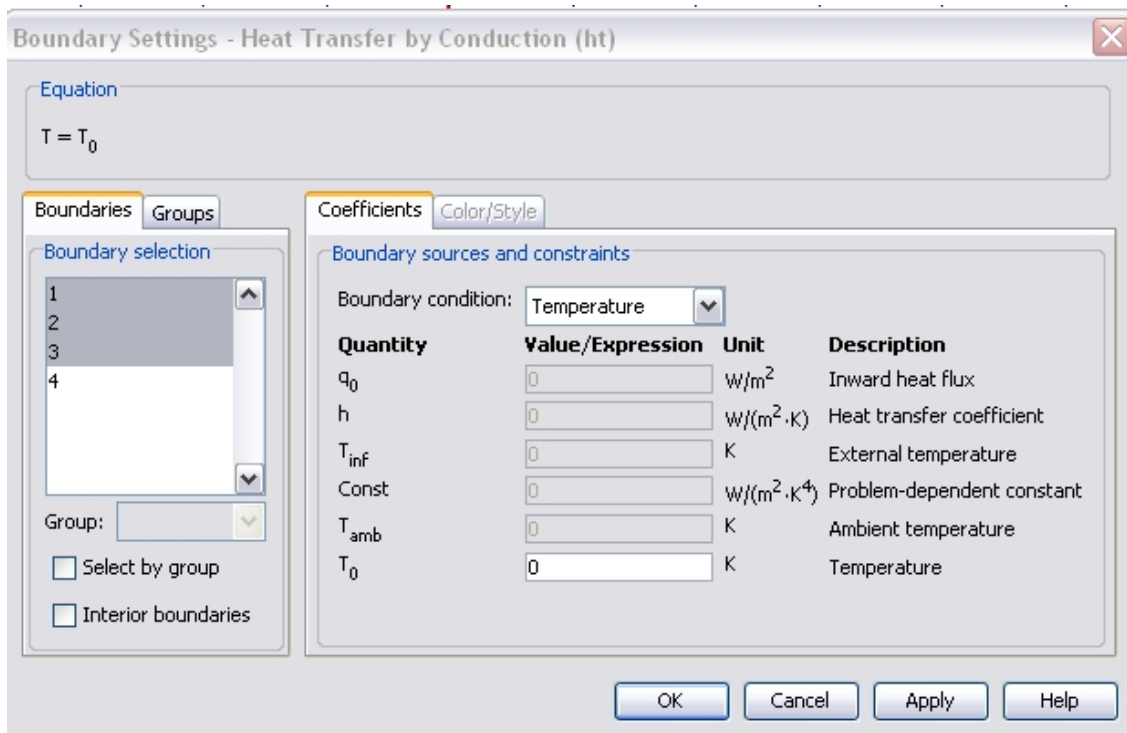 Boundary Settings - Heat Transfer by Conduction (ht)
Equation
T = T0
Boundaries Groups
Boundary selection
1
2
3
4
Group:
Select by group
Interior boundaries
Coefficients Color/Style
Boundary sources and constraints
Boundary condition: Temperature
Quantity Value/Expression Unit Description
q0 0 W/m2 Inward heat flux
h 0 W/(m2·K) Heat transfer coefficient
Tinf 0 K External temperature
Const 0 W/(m2·K4) Problem-dependent constant
Tamb 0 K Ambient temperature
T0 0 K Temperature
OK Cancel Apply Help